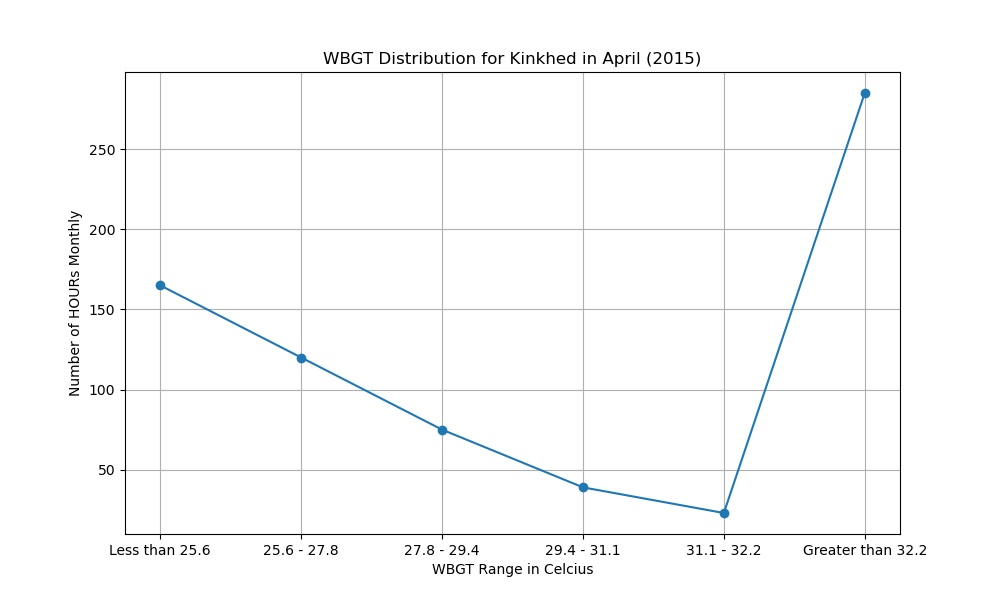 WBGT Distribution for Kinkhed in April (2015)
Number of HOURs Monthly
250
200
150
100
50
Less than 25.6 25.6 - 27.8 27.8 - 29.4 29.4 - 31.1 31.1 - 32.2 Greater than 32.2
WBGT Range in Celcius